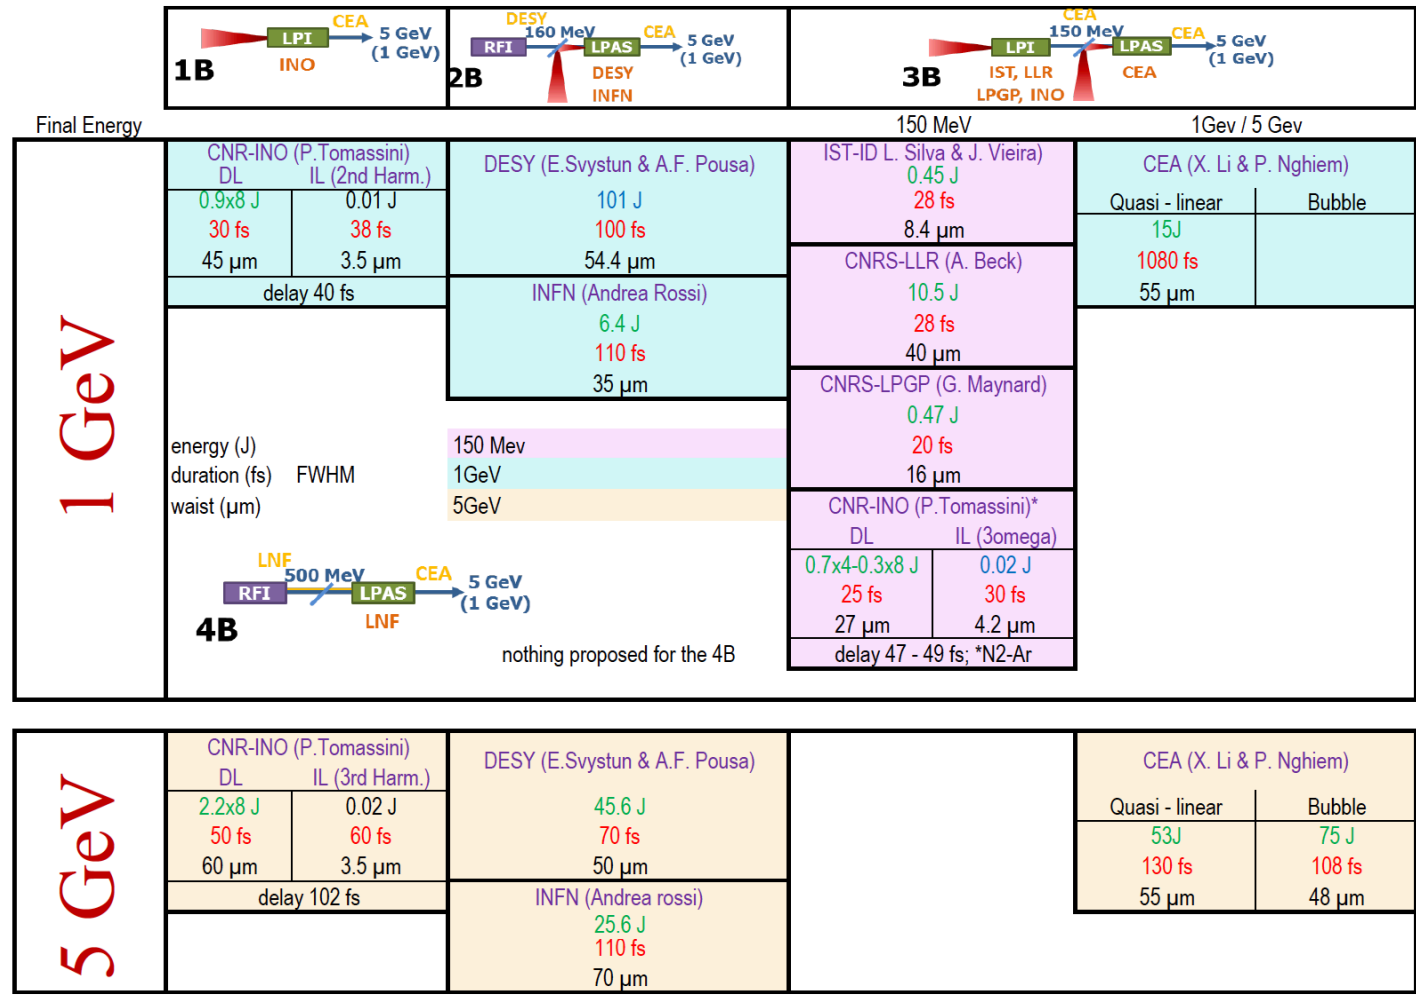 CEA
LPI
5 GeV
(1 GeV)
INO
1B
DESY
160 MeV
CEA
RFI
LPAS
5 GeV
(1 GeV)
DESY
INFN
2B
CEA
150 MeV
CEA
LPI
LPAS
5 GeV
(1 GeV)
IST, LLR
LPGP, INO
CEA
3B
Final Energy
150 MeV
1Gev / 5 Gev
1 GeV
CNR-INO (P.Tomassini)
DL IL (2nd Harm.)
0.9x8 J 0.01 J
30 fs 38 fs
45 µm 3.5 µm
delay 40 fs
DESY (E.Svystun & A.F. Pousa)
101 J
100 fs
54.4 µm
INFN (Andrea Rossi)
6.4 J
110 fs
35 µm
IST-ID L. Silva & J. Vieira)
0.45 J
28 fs
8.4 µm
CNRS-LLR (A. Beck)
10.5 J
28 fs
40 µm
CNRS-LPGP (G. Maynard)
0.47 J
20 fs
16 µm
CNR-INO (P.Tomassini)*
DL IL (3omega)
0.7x4-0.3x8 J 0.02 J
25 fs 30 fs
27 µm 4.2 µm
delay 47 - 49 fs; *N2-Ar
CEA (X. Li & P. Nghiem)
Quasi - linear Bubble
15J
1080 fs
55 µm
energy (J)
duration (fs) FWHM
waist (µm)
150 Mev
1GeV
5GeV
LNF
500 MeV
CEA
RFI
LPAS
5 GeV
(1 GeV)
LNF
4B
nothing proposed for the 4B
5 GeV
CNR-INO (P.Tomassini)
DL IL (3rd Harm.)
2.2x8 J 0.02 J
50 fs 60 fs
60 µm 3.5 µm
delay 102 fs
DESY (E.Svystun & A.F. Pousa)
45.6 J
70 fs
50 µm
INFN (Andrea rossi)
25.6 J
110 fs
70 µm
CEA (X. Li & P. Nghiem)
Quasi - linear Bubble
53J 75 J
130 fs 108 fs
55 µm 48 µm